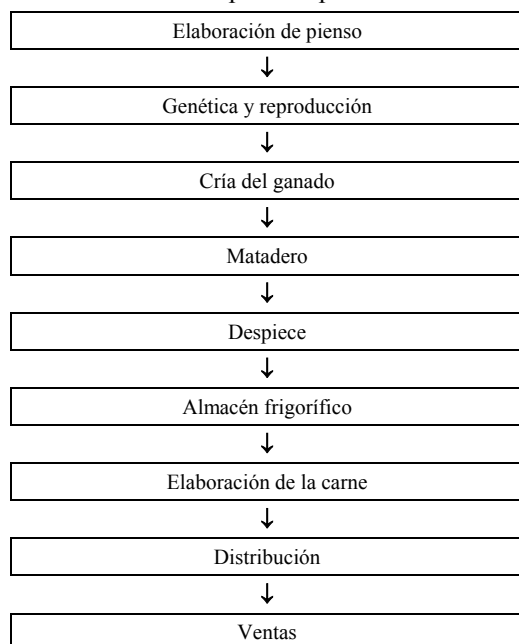 Elaboración de pienso
↓
Genética y reproducción
↓
Cría del ganado
↓
Matadero
↓
Despiece
↓
Almacén frigorífico
↓
Elaboración de la carne
↓
Distribución
↓
Ventas